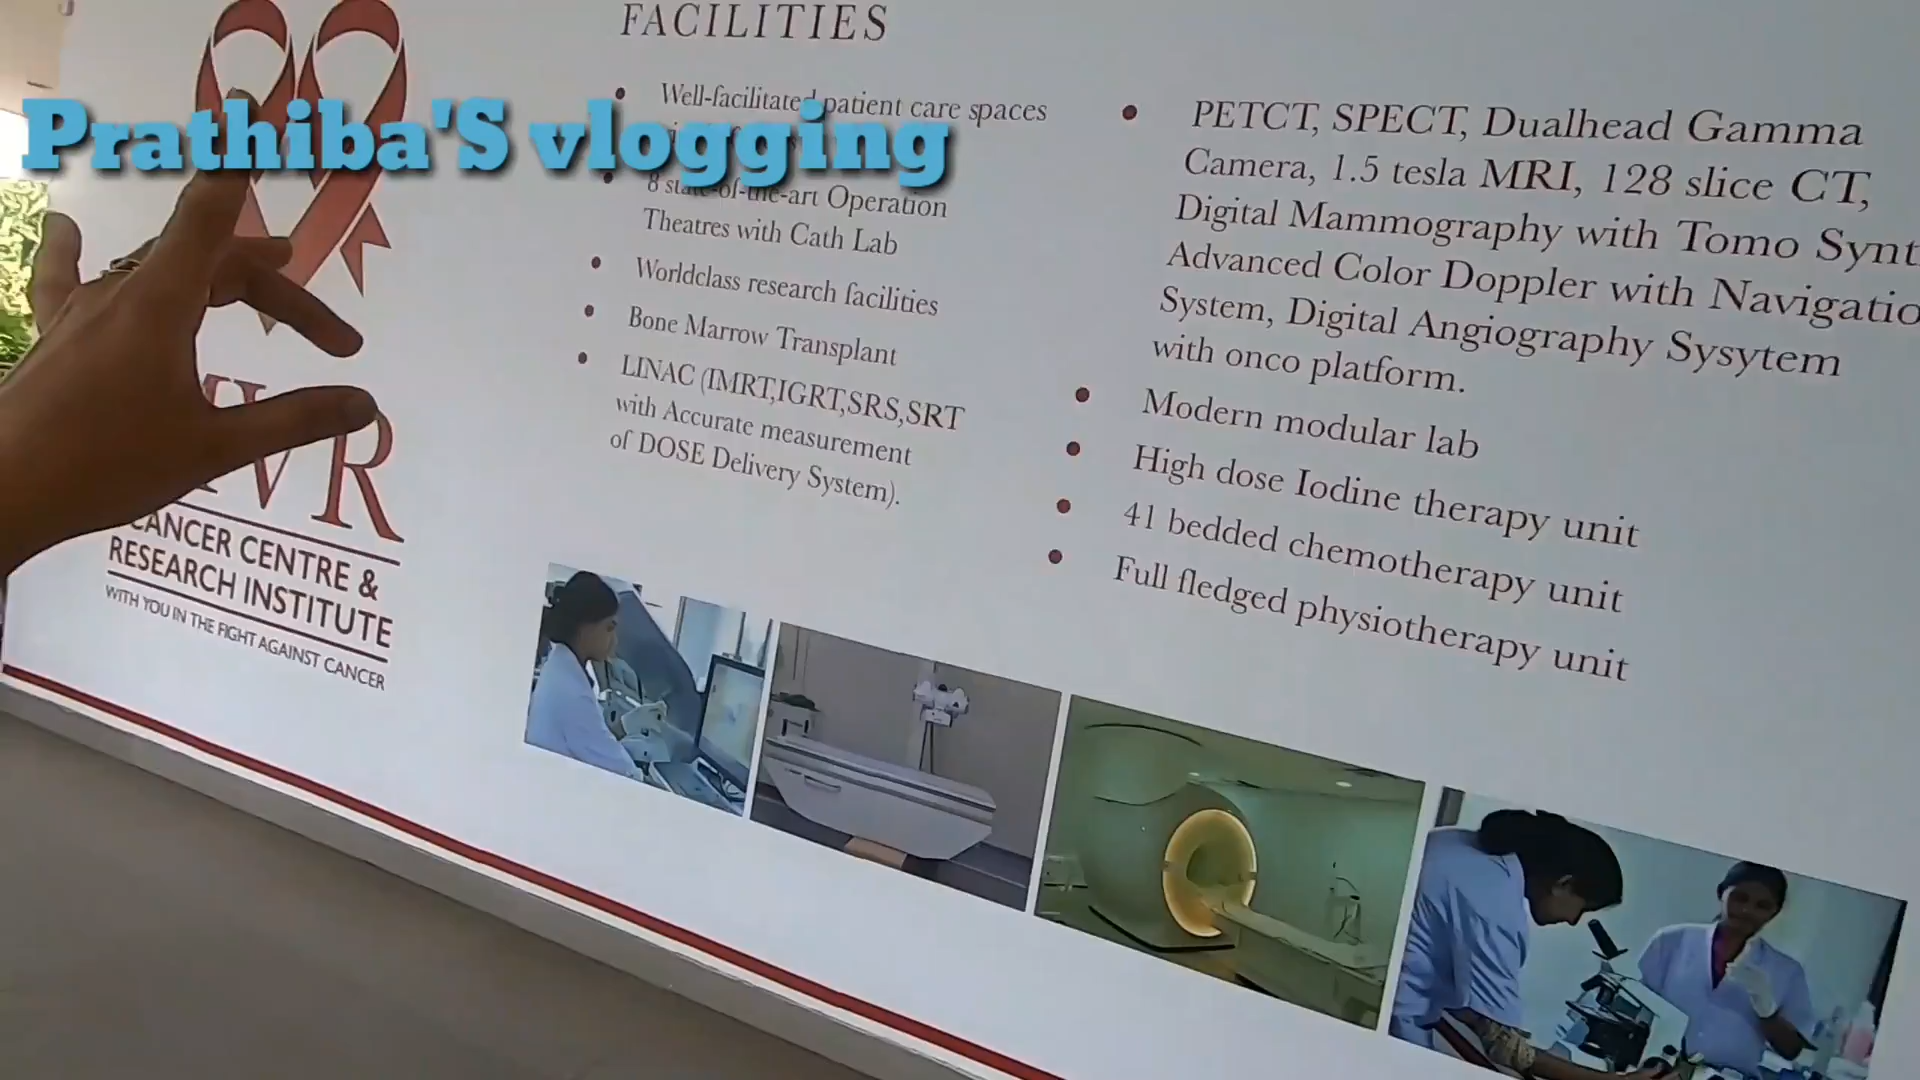 FACILITIES
Well-facilitated patient care spaces
Prathiba'S vlogging
8 state-of-the-art Operation
Theatres with Cath Lab
Worldclass research facilities
Bone Marrow Transplant
LINAC (IMRT,IGRT,SRS,SRT
with Accurate measurement
of DOSE Delivery System).
PETCT, SPECT, Dualhead Gamma
Camera, 1.5 tesla MRI, 128 slice CT,
Digital Mammography with Tomo Synt
Advanced Color Doppler with Navigatio
System, Digital Angiography Sysytem
with onco platform.
Modern modular lab
High dose Iodine therapy unit
41 bedded chemotherapy unit
Full fledged physiotherapy unit
VR
CANCER CENTRE &
RESEARCH INSTITUTE
WITH YOU IN THE FIGHT AGAINST CANCER